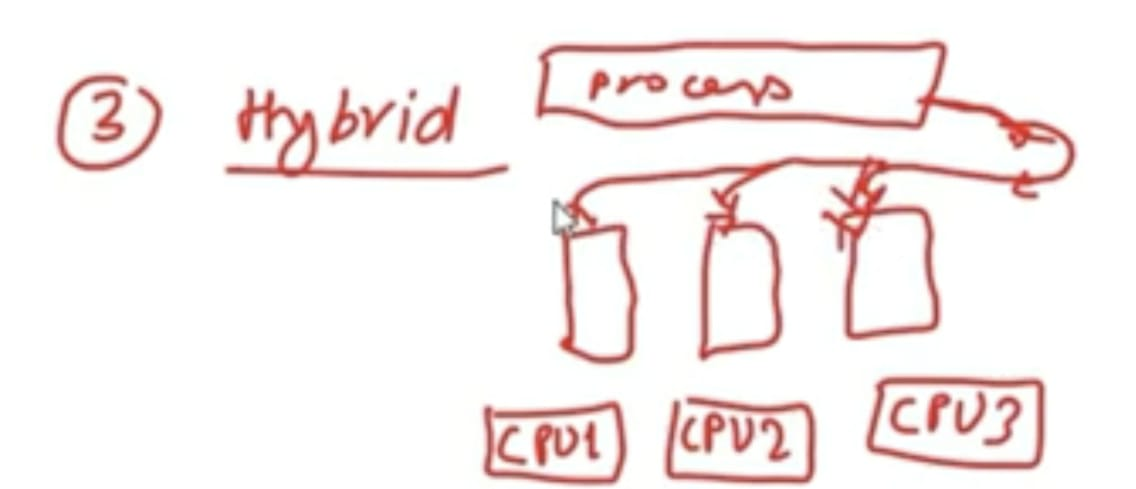 ③ Hybrid
process
CPU1 CPU2 CPU3